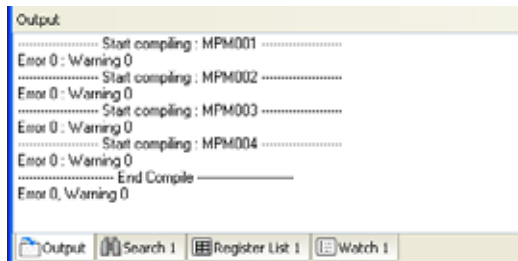 Output
-------------------- Start compiling : MPM001 --------------------
Error 0 : Warning 0
-------------------- Start compiling : MPM002 --------------------
Error 0 : Warning 0
-------------------- Start compiling : MPM003 --------------------
Error 0 : Warning 0
-------------------- Start compiling : MPM004 --------------------
Error 0 : Warning 0
------------------------ End Compile ------------------------
Error 0, Warning 0
Output Search 1 Register List 1 Watch 1